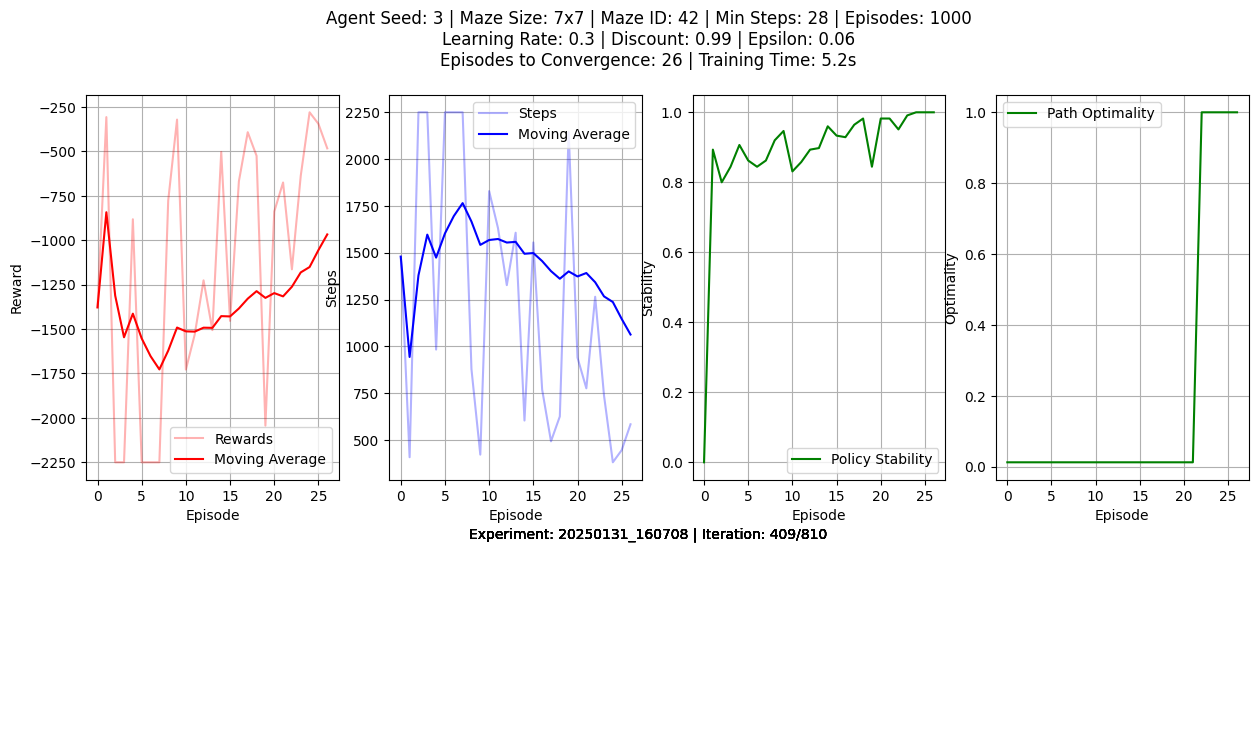 Agent Seed: 3 | Maze Size: 7x7 | Maze ID: 42 | Min Steps: 28 | Episodes: 1000
Learning Rate: 0.3 | Discount: 0.99 | Epsilon: 0.06
Episodes to Convergence: 26 | Training Time: 5.2s
Reward
−250
−500
−750
−1000
−1250
−1500
−1750
−2000
−2250
Rewards
Moving Average
0 5 10 15 20 25
Episode
Steps
2250
2000
1750
1500
1250
1000
750
500
Steps
Moving Average
0 5 10 15 20 25
Episode
Stability
1.0
0.8
0.6
0.4
0.2
0.0
Policy Stability
0 5 10 15 20 25
Episode
Optimality
1.0
0.8
0.6
0.4
0.2
0.0
Path Optimality
0 5 10 15 20 25
Episode
Experiment: 20250131_160708 | Iteration: 409/810